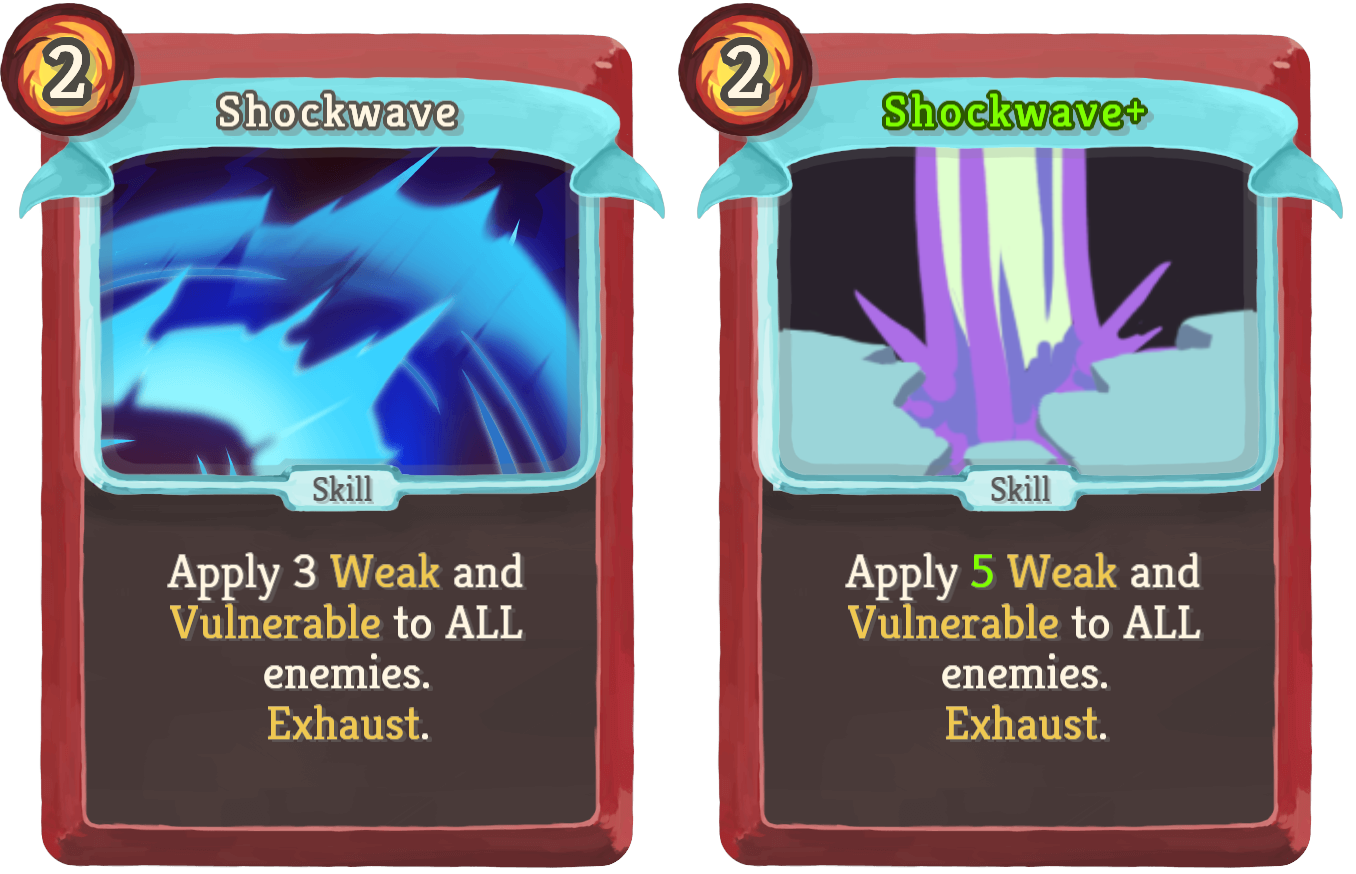 2
Shockwave
Skill
Apply 3 Weak and
Vulnerable to ALL
enemies.
Exhaust.
2
Shockwave+
Skill
Apply 5 Weak and
Vulnerable to ALL
enemies.
Exhaust.